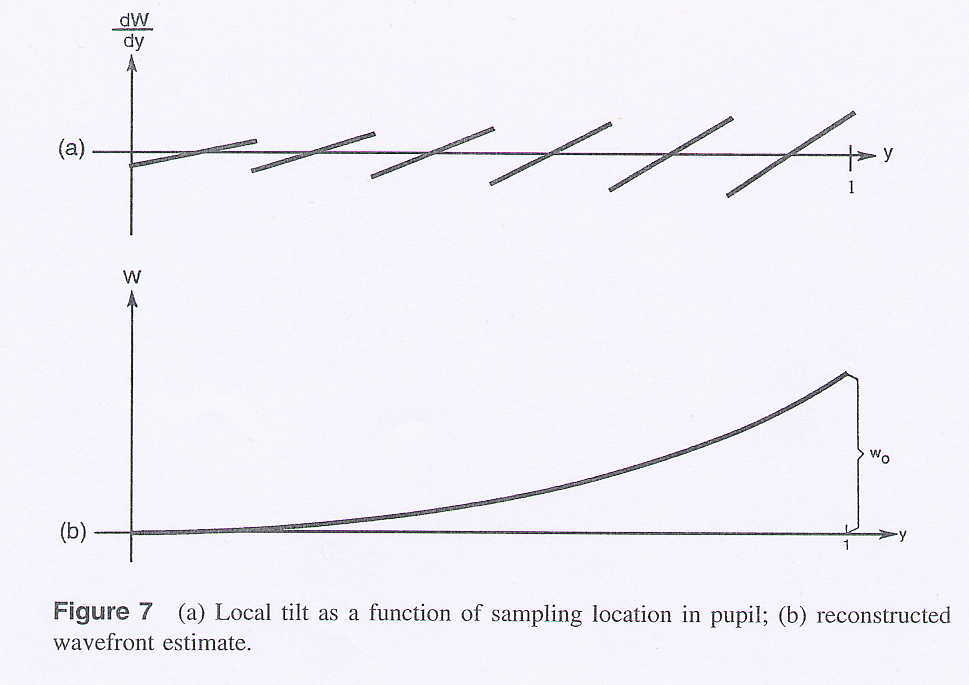 dW
dy
(a)
y
1
W
w₀
(b)
1
y
Figure 7 (a) Local tilt as a function of sampling location in pupil; (b) reconstructed
wavefront estimate.